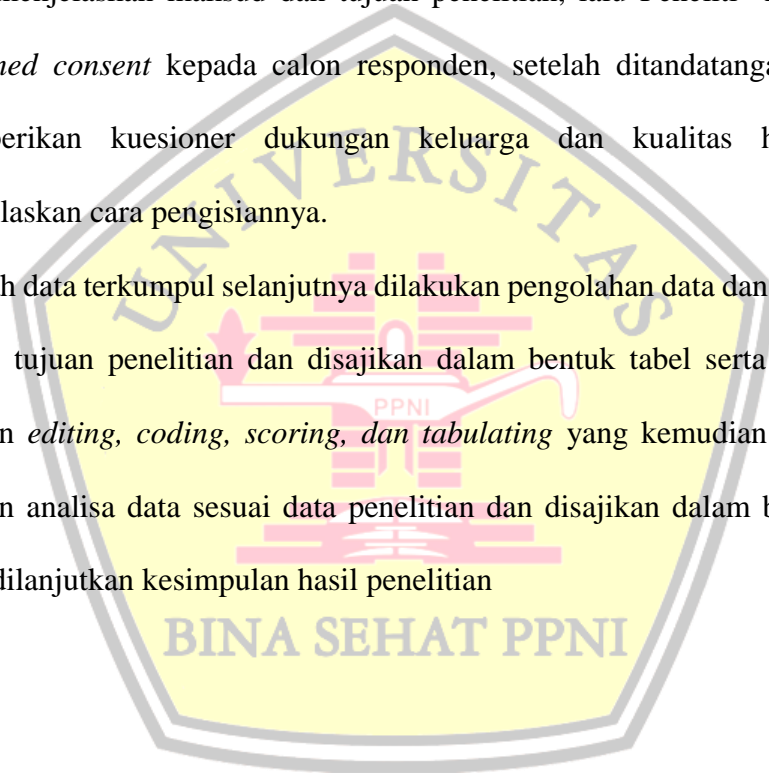 menjelaskan maksud dan tujuan penelitian, lalu Peneliti
med consent kepada calon responden, setelah ditandatanga
berikan kuesioner dukungan keluarga dan kualitas h
laskan cara pengisiannya.
h data terkumpul selanjutnya dilakukan pengolahan data dan
tujuan penelitian dan disajikan dalam bentuk tabel serta
n editing, coding, scoring, dan tabulating yang kemudian
n analisa data sesuai data penelitian dan disajikan dalam b
dilanjutkan kesimpulan hasil penelitian
UNIVERSITAS
PPNI
BINA SEHAT PPNI